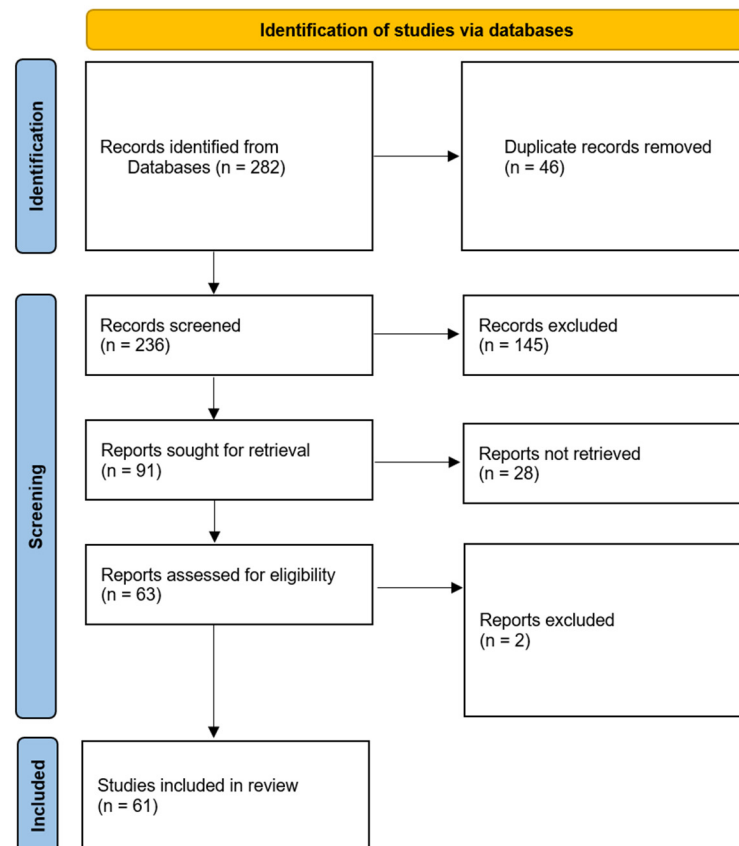 Identification of studies via databases
Identification
Records identified from
Databases (n = 282)
Duplicate records removed
(n = 46)
Screening
Records screened
(n = 236)
Records excluded
(n = 145)
Reports sought for retrieval
(n = 91)
Reports not retrieved
(n = 28)
Reports assessed for eligibility
(n = 63)
Reports excluded
(n = 2)
Included
Studies included in review
(n = 61)